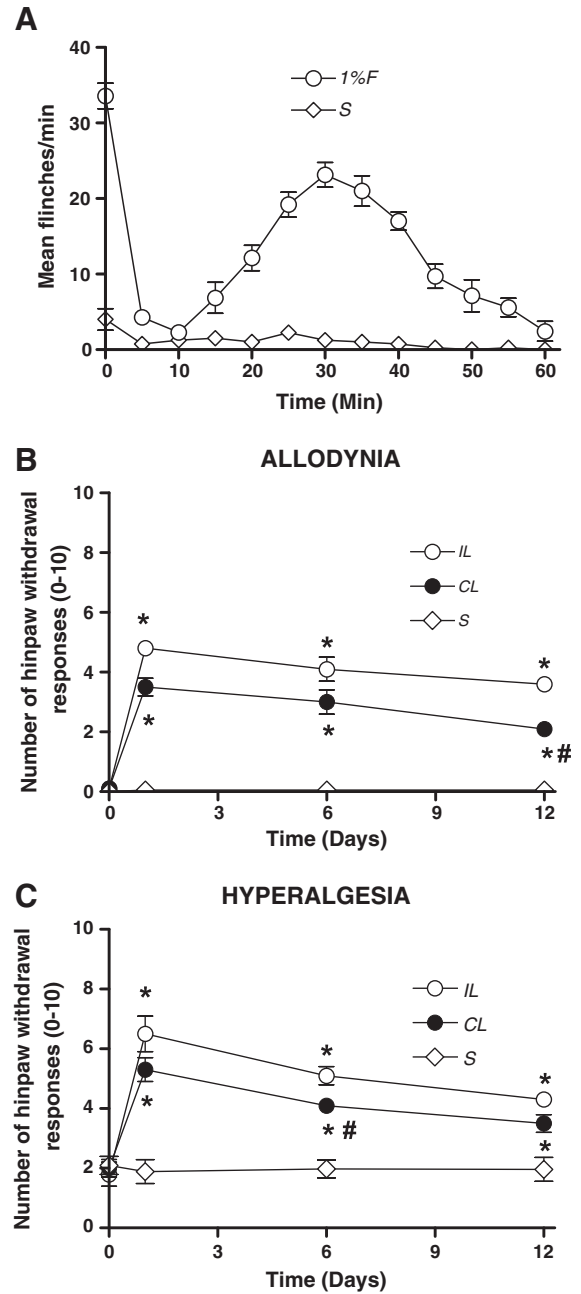 A
40
30
20
10
0
Mean flinches/min
1%F
S
0 10 20 30 40 50 60
Time (Min)
B
ALLODYNIA
10
8
6
4
2
0
Number of hinpaw withdrawal
responses (0-10)
IL
CL
S
* * *
* * *#
0 3 6 9 12
Time (Days)
C
HYPERALGESIA
10
8
6
4
2
0
Number of hinpaw withdrawal
responses (0-10)
IL
CL
S
* * *
* *# *
0 3 6 9 12
Time (Days)